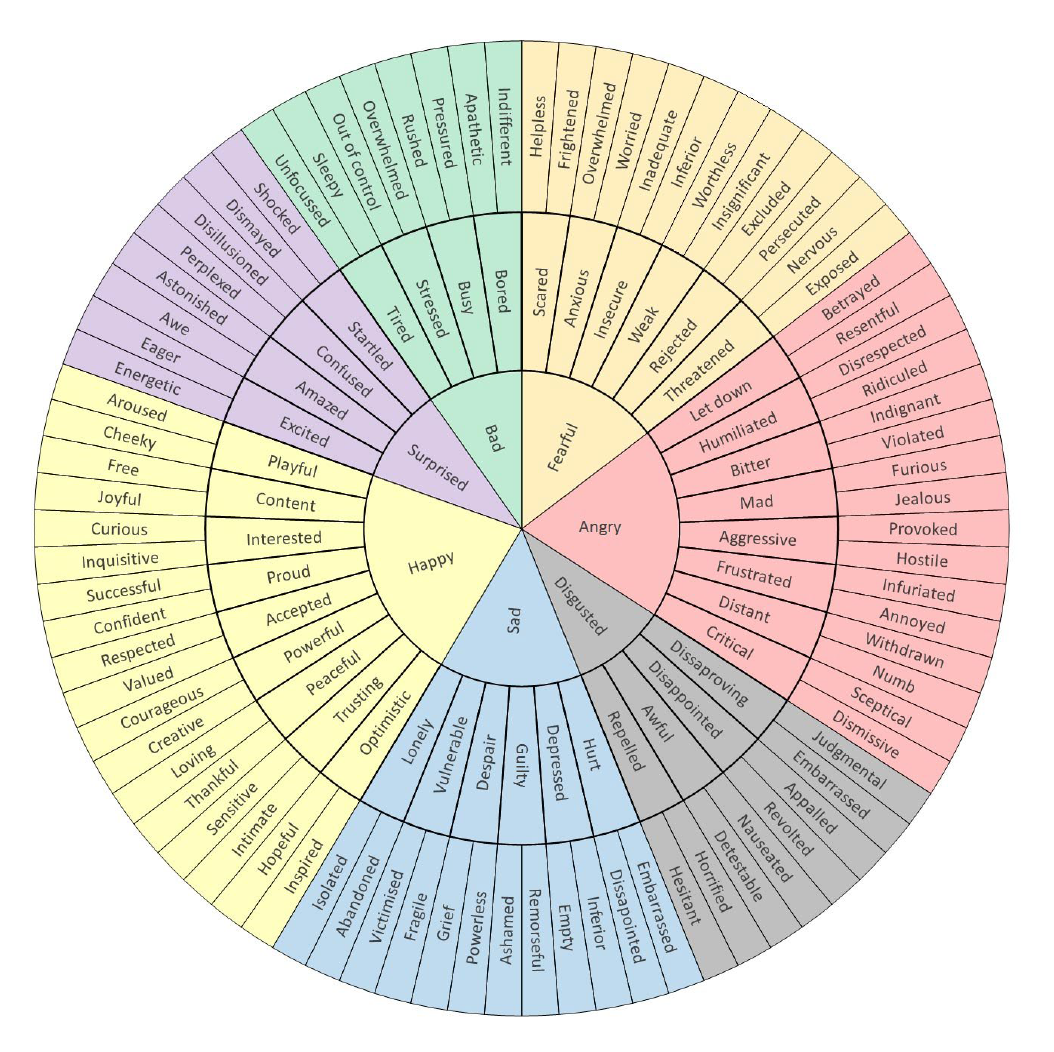 Fearful
Angry
Disgusted
Sad
Happy
Surprised
Bad
Scared
Anxious
Insecure
Weak
Rejected
Threatened
Let down
Humiliated
Bitter
Mad
Aggressive
Frustrated
Distant
Critical
Dissaproving
Disappointed
Awful
Repelled
Hurt
Depressed
Guilty
Despair
Vulnerable
Lonely
Optimistic
Trusting
Peaceful
Powerful
Accepted
Proud
Interested
Content
Playful
Excited
Amazed
Confused
Startled
Tired
Stressed
Busy
Bored
Helpless
Frightened
Overwhelmed
Worried
Inadequate
Inferior
Worthless
Insignificant
Excluded
Persecuted
Nervous
Exposed
Betrayed
Resentful
Disrespected
Ridiculed
Indignant
Violated
Furious
Jealous
Provoked
Hostile
Infuriated
Annoyed
Withdrawn
Numb
Sceptical
Dismissive
Judgmental
Embarrassed
Appalled
Revolted
Nauseated
Detestable
Horrified
Hesitant
Embarrassed
Dissapointed
Inferior
Empty
Remorseful
Ashamed
Powerless
Grief
Fragile
Victimised
Abandoned
Isolated
Inspired
Hopeful
Intimate
Sensitive
Thankful
Loving
Creative
Courageous
Valued
Respected
Confident
Successful
Inquisitive
Curious
Joyful
Free
Cheeky
Aroused
Energetic
Eager
Awe
Astonished
Perplexed
Disillusioned
Dismayed
Shocked
Unfocussed
Sleepy
Out of control
Overwhelmed
Rushed
Pressured
Apathetic
Indifferent